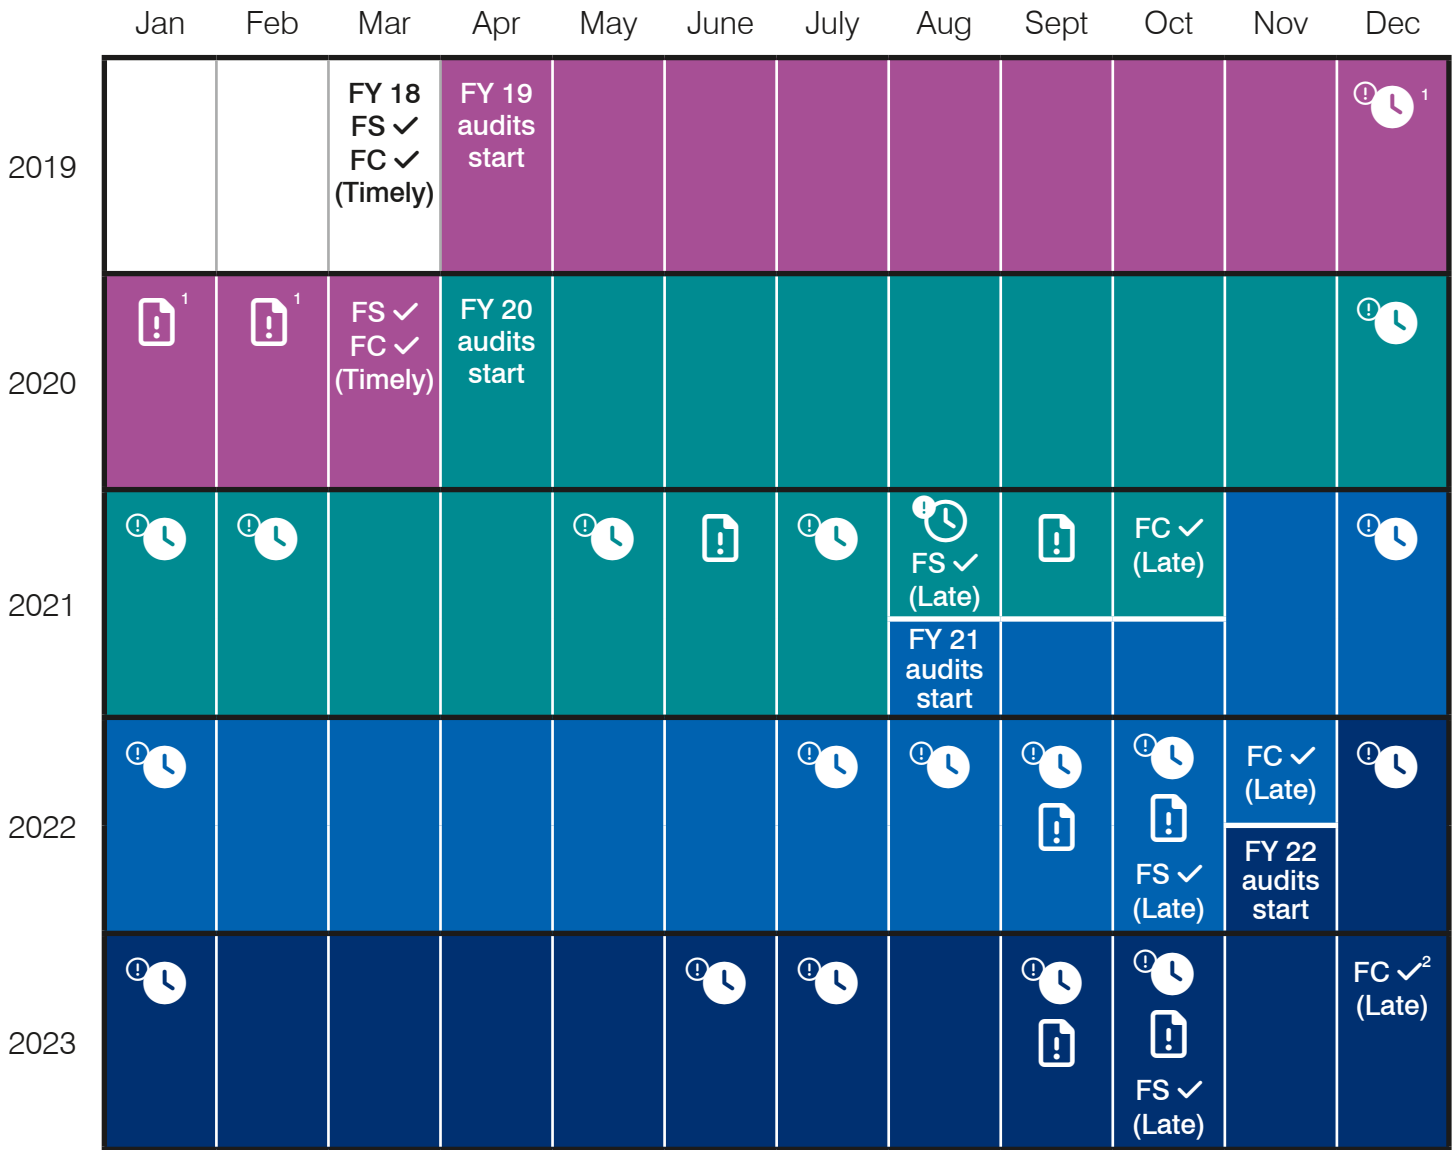 Jan Feb Mar Apr May June July Aug Sept Oct Nov Dec
2019
FY 18
FS ✓
FC ✓
(Timely)
FY 19
audits
start
! 1
2020
! 1
! 1
FS ✓
FC ✓
(Timely)
FY 20
audits
start
!
2021
!
!
!
!
!
!
FS ✓
(Late)
FY 21
audits
start
!
FC ✓
(Late)
!
2022
!
!
!
!
!
!
!
FS ✓
(Late)
FC ✓
(Late)
FY 22
audits
start
!
2023
!
!
!
!
!
!
!
FS ✓
(Late)
FC ✓2
(Late)